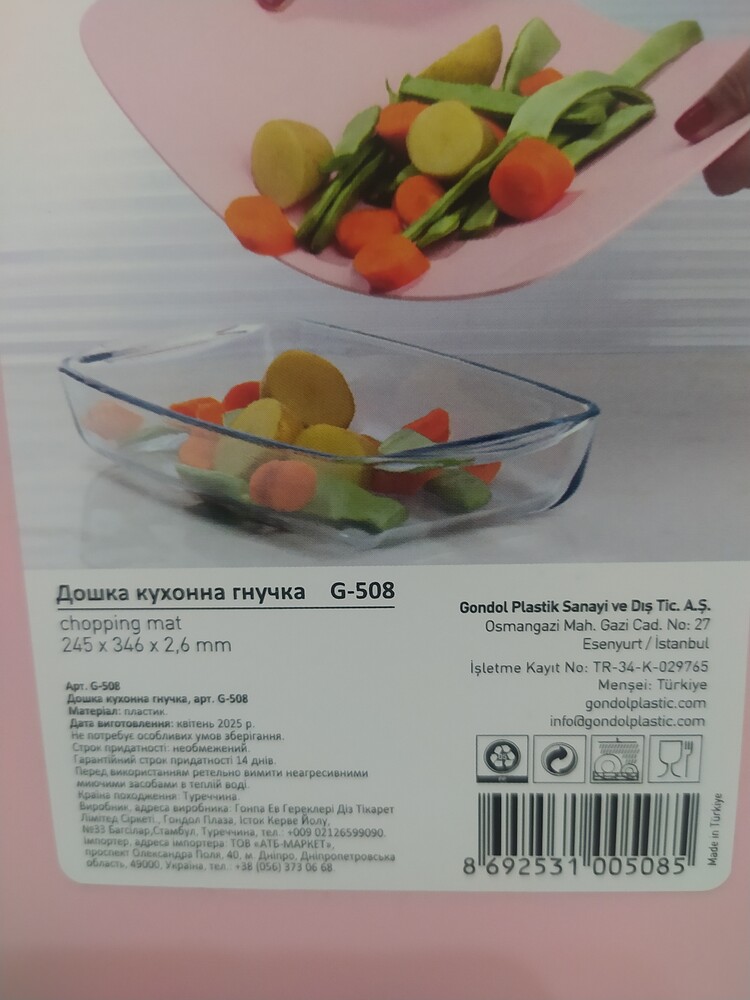 Дошка кухонна гнучка G-508
chopping mat
245 x 346 x 2,6 mm
Арт. G-508
Дошка кухонна гнучка, арт. G-508
Матеріал: пластик.
Дата виготовлення: квітень 2025 р.
Не потребує особливих умов зберігання.
Строк придатності: необмежений.
Гарантійний строк придатності 14 днів.
Перед використанням ретельно вимити неагресивними
миючими засобами в теплій воді.
Країна походження: Туреччина.
Виробник, адреса виробника: Гонпа Ев Гереклері Діз Тікарет
Лімітед Сіркеті., Гондол Плаза, Істок Керве Йолу,
№33 Багсілар,Стамбул, Туреччина, тел.: +009 02126599090.
Імпортер, адреса імпортера: ТОВ «АТБ-МАРКЕТ»,
проспект Олександра Поля, 40, м. Дніпро, Дніпропетровська
область, 49000, Україна, тел.: +38 (056) 373 06 68.
Gondol Plastik Sanayi ve Dış Tic. A.Ş.
Osmangazi Mah. Gazi Cad. No: 27
Esenyurt / İstanbul
İşletme Kayıt No: TR-34-K-029765
Menşei: Türkiye
gondolplastic.com
info@gondolplastic.com
8 692531 005085
Made in Türkiye